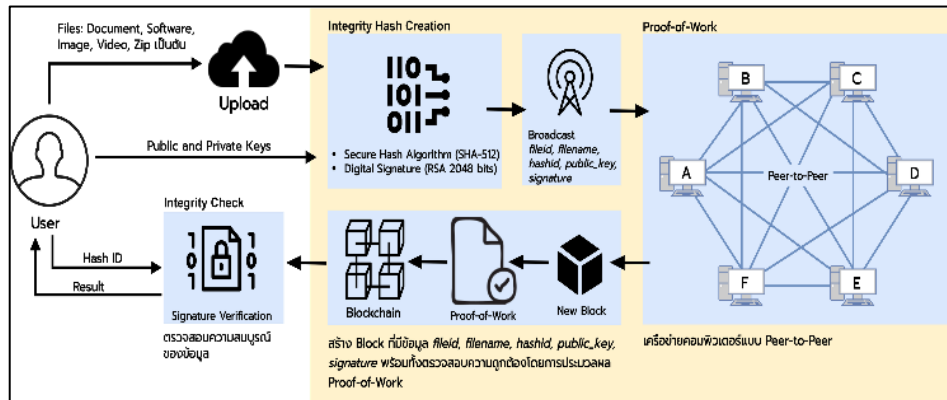 Files: Document, Software,
Image, Video, Zip เป็นต้น
Upload
Public and Private Keys
User
Hash ID
Result
Integrity Hash Creation
110
101
011
• Secure Hash Algorithm (SHA-512)
• Digital Signature (RSA 2048 bits)
Broadcast
fileid, filename,
hashid, public_key,
signature
Proof-of-Work
B
C
A
Peer-to-Peer
D
F
E
เครือข่ายคอมพิวเตอร์แบบ Peer-to-Peer
New Block
Proof-of-Work
Blockchain
สร้าง Block ที่มีข้อมูล fileid, filename, hashid, public_key,
signature พร้อมทั้งตรวจสอบความถูกต้องโดยการประมวลผล
Proof-of-Work
Integrity Check
Signature Verification
ตรวจสอบความสมบูรณ์
ของข้อมูล